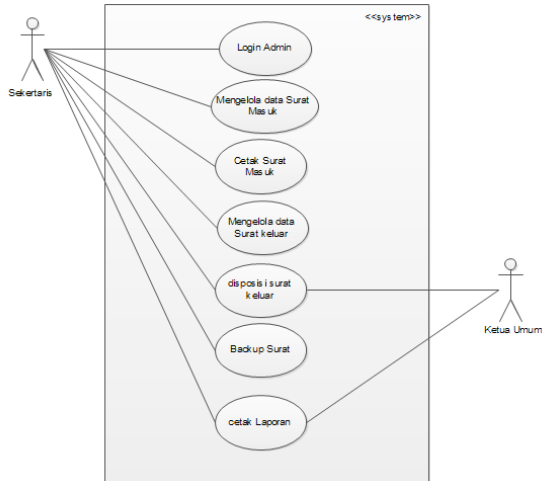 <<system>>
Login Admin
Sekertaris
Mengelola data Surat
Masuk
Cetak Surat
Masuk
Mengelola data
Surat keluar
disposisi surat
keluar
Ketua Umum
Backup Surat
cetak Laporan